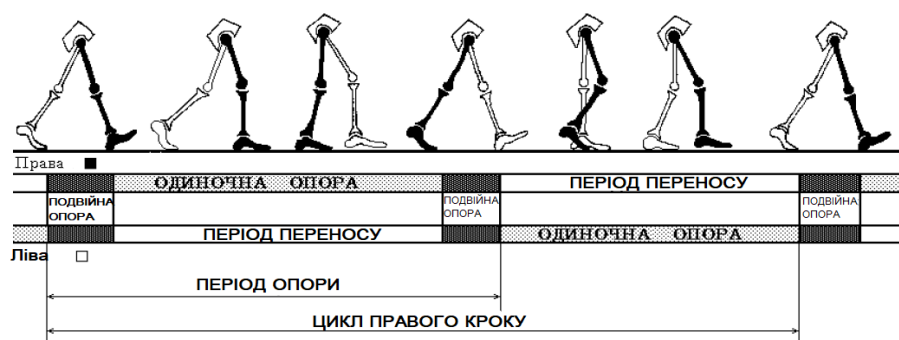 Права
ОДИНОЧНА ОПОРА
ПЕРІОД ПЕРЕНОСУ
ПОДВІЙНА
ОПОРА
ПОДВІЙНА
ОПОРА
ПОДВІЙНА
ОПОРА
ПЕРІОД ПЕРЕНОСУ
ОДИНОЧНА ОПОРА
Ліва
ПЕРІОД ОПОРИ
ЦИКЛ ПРАВОГО КРОКУ